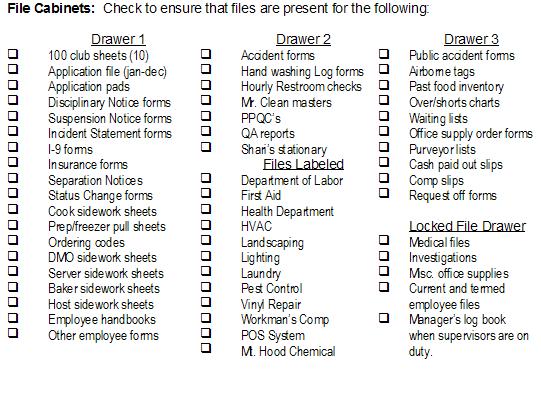 File Cabinets: Check to ensure that files are present for the following:
Drawer 1
100 club sheets (10)
Application file (jan-dec)
Application pads
Disciplinary Notice forms
Suspension Notice forms
Incident Statement forms
I-9 forms
Insurance forms
Separation Notices
Status Change forms
Cook sidework sheets
Prep/freezer pull sheets
Ordering codes
DMO sidework sheets
Server sidework sheets
Baker sidework sheets
Host sidework sheets
Employee handbooks
Other employee forms
Drawer 2
Accident forms
Hand washing Log forms
Hourly Restroom checks
Mr. Clean masters
PPQC's
QA reports
Shari's stationary
Files Labeled
Department of Labor
First Aid
Health Department
HVAC
Landscaping
Lighting
Laundry
Pest Control
Vinyl Repair
Workman's Comp
POS System
Mt. Hood Chemical
Drawer 3
Public accident forms
Airborne tags
Past food inventory
Over/shorts charts
Waiting lists
Office supply order forms
Purveyor lists
Cash paid out slips
Comp slips
Request off forms
Locked File Drawer
Medical files
Investigations
Misc. office supplies
Current and termed
employee files
Manager's log book
when supervisors are on
duty.